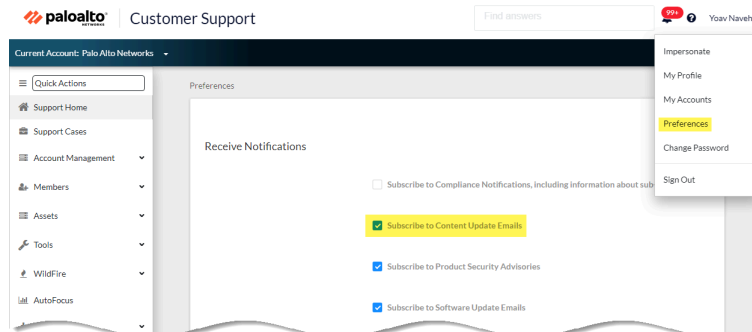 paloalto
NETWORKS
Customer Support
Find answers
99+
Yoav Naveh
Current Account: Palo Alto Networks
Quick Actions
Support Home
Support Cases
Account Management
Members
Assets
Tools
WildFire
AutoFocus
Preferences
Receive Notifications
Subscribe to Compliance Notifications, including information about sub
Subscribe to Content Update Emails
Subscribe to Product Security Advisories
Subscribe to Software Update Emails
Impersonate
My Profile
My Accounts
Preferences
Change Password
Sign Out